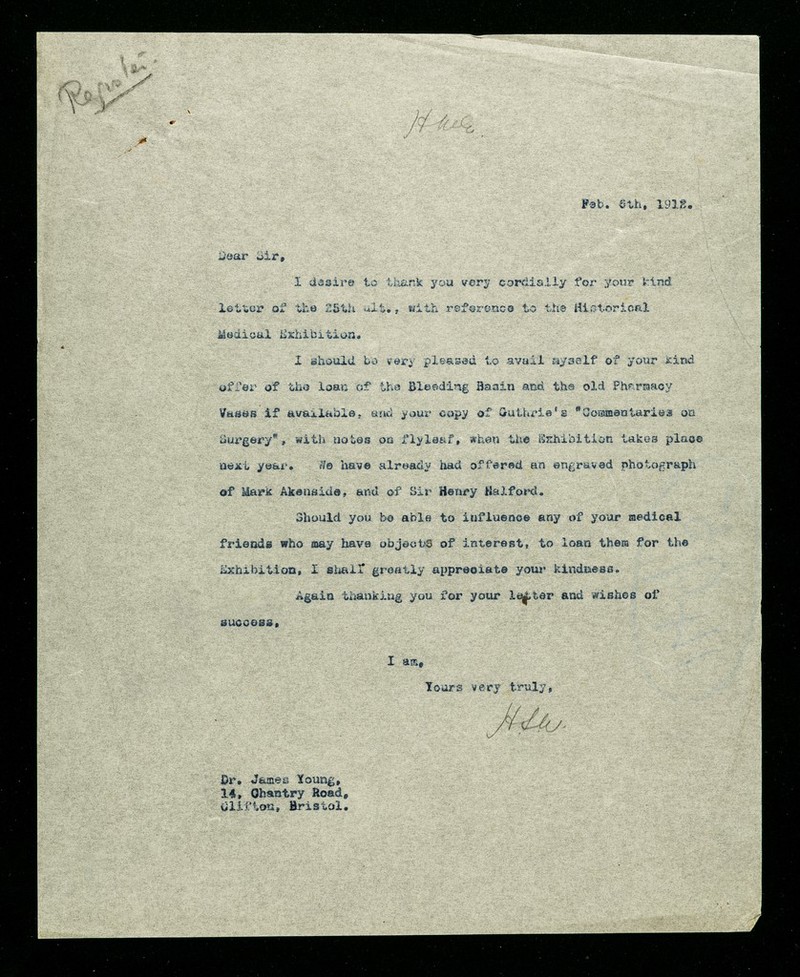 Register.
Feb. 6th, 1912.
Dear Sir,
I desire to thank you very cordially for your kind
letter of the 25th ult., with reference to the Historical
Medical Exhibition.
I should be very pleased to avail myself of your kind
offer of the loan of the Bleeding Basin and the old Pharmacy
Vases if available, and your copy of Guthrie's "Commentaries on
Surgery", with notes on flyleaf, when the Exhibition takes place
next year. We have already had offered an engraved photograph
of Mark Akenside, and of Sir Henry Halford.
Should you be able to influence any of your medical
friends who may have objects of interest, to loan them for the
Exhibition, I shall greatly appreciate your kindness.
Again thanking you for your letter and wishes of
success,
I am,
Yours very truly,
HSW.
Dr. James Young,
14, Chantry Road,
Clifton, Bristol.